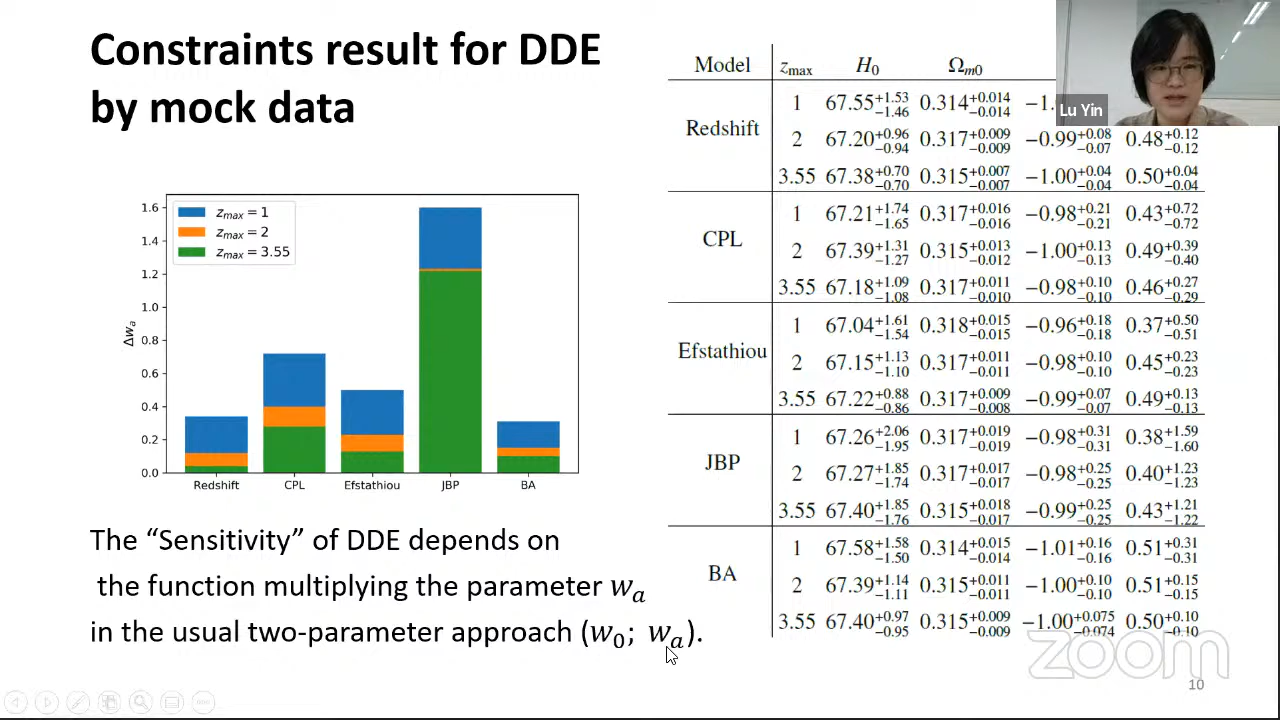 Constraints result for DDE
by mock data
1.6
1.4
1.2
1.0
0.8
0.6
0.4
0.2
0.0
Δwₐ
z_max = 1
z_max = 2
z_max = 3.55
Redshift CPL Efstathiou JBP BA
The “Sensitivity” of DDE depends on
the function multiplying the parameter wₐ
in the usual two-parameter approach (w₀; wₐ).
Model z_max H₀ Ω_m0
Redshift
1 67.55+1.53−1.46 0.314+0.014−0.014 −1.
2 67.20+0.96−0.94 0.317+0.009−0.009 −0.99+0.08−0.07 0.48+0.12−0.12
3.55 67.38+0.70−0.70 0.315+0.007−0.007 −1.00+0.04−0.04 0.50+0.04−0.04
CPL
1 67.21+1.74−1.65 0.317+0.016−0.016 −0.98+0.21−0.21 0.43+0.72−0.72
2 67.39+1.31−1.27 0.315+0.013−0.012 −1.00+0.13−0.13 0.49+0.39−0.40
3.55 67.18+1.09−1.08 0.317+0.011−0.010 −0.98+0.10−0.10 0.46+0.27−0.29
Efstathiou
1 67.04+1.61−1.54 0.318+0.015−0.015 −0.96+0.18−0.18 0.37+0.50−0.51
2 67.15+1.13−1.10 0.317+0.011−0.011 −0.98+0.10−0.10 0.45+0.23−0.23
3.55 67.22+0.88−0.86 0.317+0.009−0.008 −0.99+0.07−0.07 0.49+0.13−0.13
JBP
1 67.26+2.06−1.95 0.317+0.019−0.019 −0.98+0.31−0.31 0.38+1.59−1.60
2 67.27+1.85−1.74 0.317+0.017−0.017 −0.98+0.25−0.25 0.40+1.23−1.23
3.55 67.40+1.85−1.76 0.315+0.018−0.017 −0.99+0.25−0.25 0.43+1.21−1.22
BA
1 67.58+1.58−1.50 0.314+0.015−0.014 −1.01+0.16−0.16 0.51+0.31−0.31
2 67.39+1.14−1.11 0.315+0.011−0.011 −1.00+0.10−0.10 0.51+0.15−0.15
3.55 67.40+0.97−0.95 0.315+0.009−0.009 −1.00+0.075−0.074 0.50+0.10−0.10
Lu Yin
zoom
10